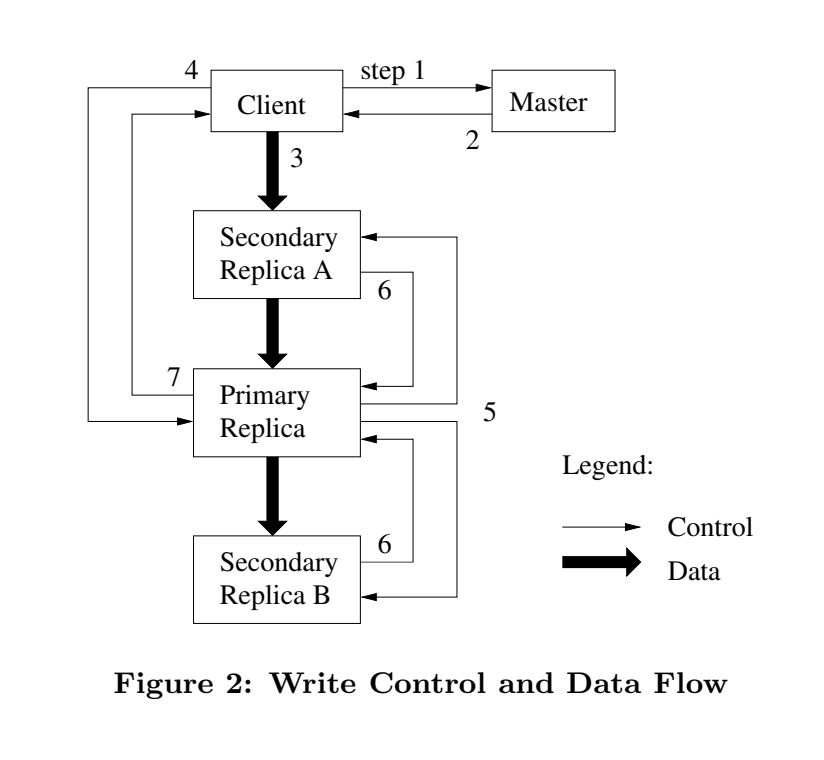 4
step 1
Client
Master
2
3
Secondary
Replica A
6
7
Primary
Replica
5
Legend:
Control
6
Secondary
Replica B
Data
Figure 2: Write Control and Data Flow